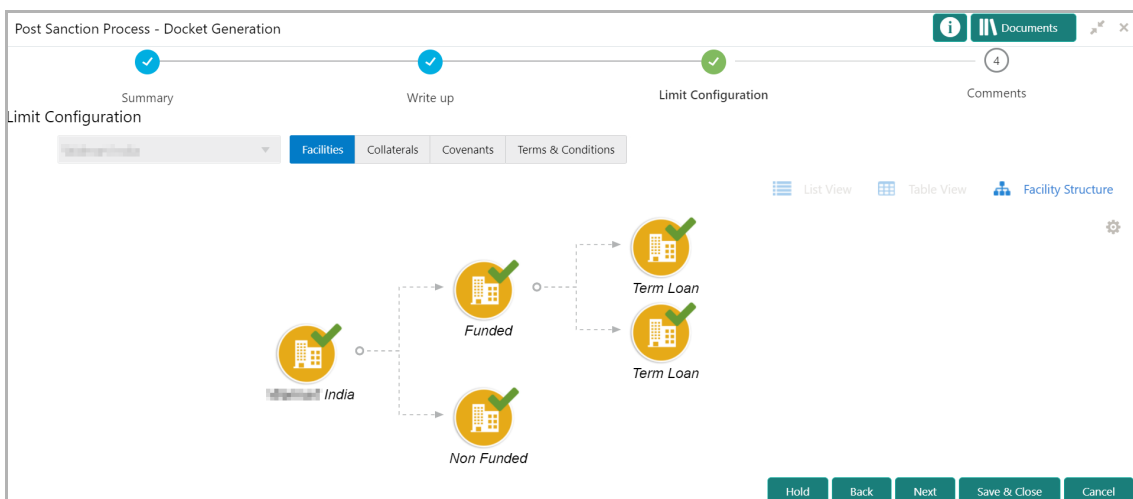 Post Sanction Process - Docket Generation
i Documents
4
Summary Write up Limit Configuration Comments
Limit Configuration
Facilities Collaterals Covenants Terms & Conditions
List View Table View Facility Structure
Term Loan
Funded
Term Loan
India
Non Funded
Hold Back Next Save & Close Cancel